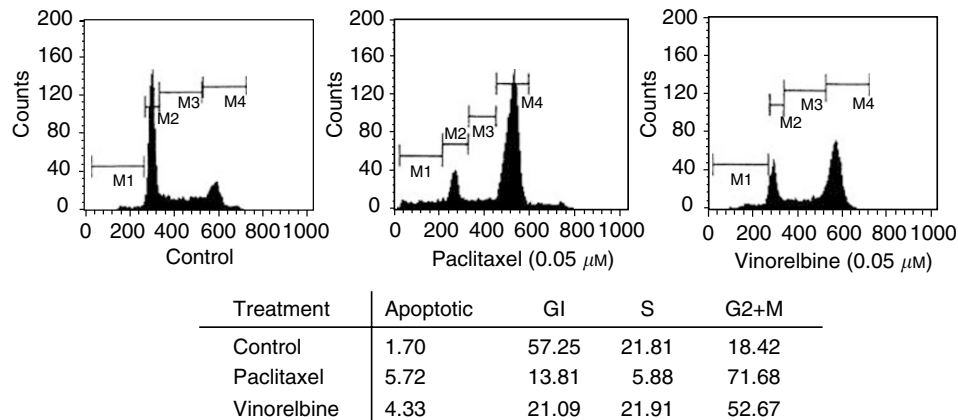 200
160
120
80
40
0
Counts
M1
M2
M3
M4
0 200 400 600 8001000
Control
200
160
120
80
40
0
Counts
M1
M2
M3
M4
0 200 400 600 800 1000
Paclitaxel (0.05 μM)
200
160
120
80
40
0
Counts
M1
M2
M3
M4
0 200 400 600 8001000
Vinorelbine (0.05 μM)
Treatment Apoptotic GI S G2+M
Control 1.70 57.25 21.81 18.42
Paclitaxel 5.72 13.81 5.88 71.68
Vinorelbine 4.33 21.09 21.91 52.67